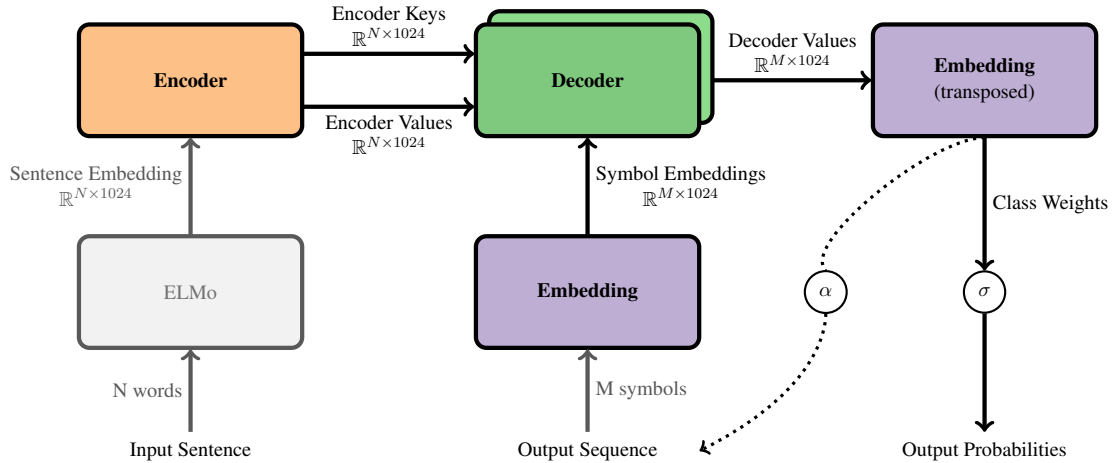 Encoder Keys
ℝ^{N×1024}
Encoder
Decoder
Decoder Values
ℝ^{M×1024}
Embedding
(transposed)
Encoder Values
ℝ^{N×1024}
Sentence Embedding
ℝ^{N×1024}
Symbol Embeddings
ℝ^{M×1024}
Class Weights
ELMo
Embedding
α
σ
N words
M symbols
Input Sentence
Output Sequence
Output Probabilities